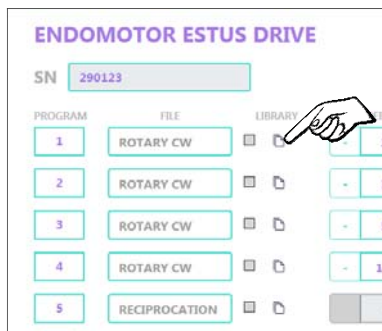 ENDOMOTOR ESTUS DRIVE
SN 290123
PROGRAM FILE LIBRARY
1 ROTARY CW -
2 ROTARY CW -
3 ROTARY CW -
4 ROTARY CW - 1
5 RECIPROCATION